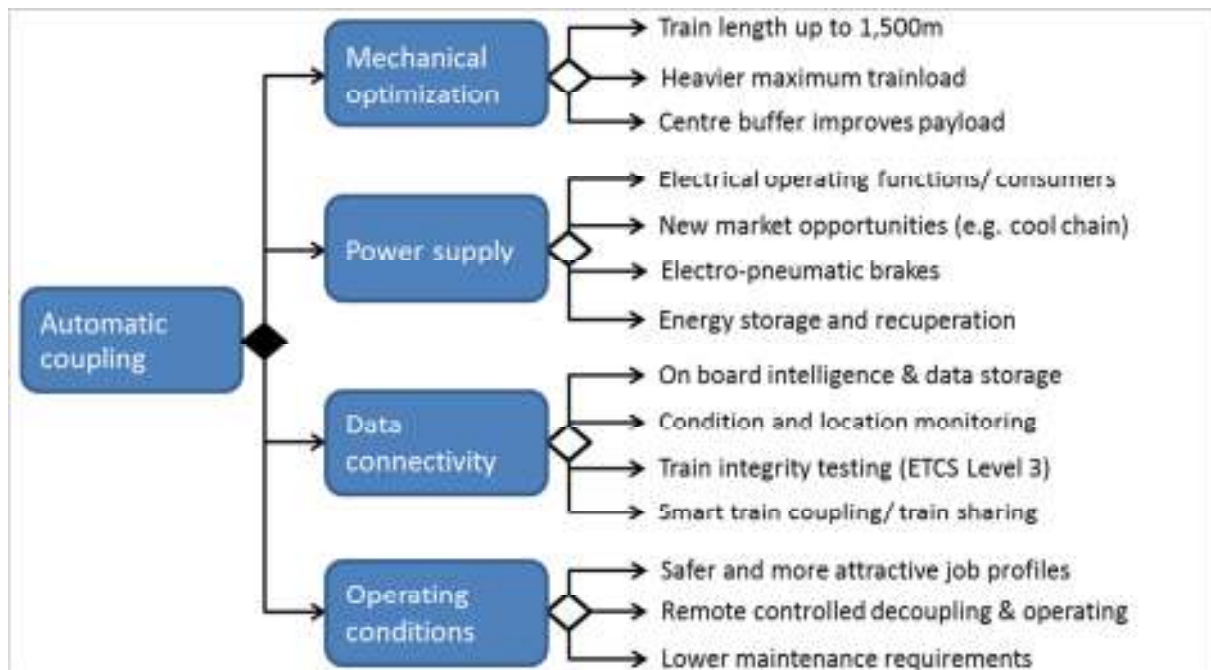 Automatic
coupling
Mechanical
optimization
Train length up to 1,500m
Heavier maximum trainload
Centre buffer improves payload
Power supply
Electrical operating functions/ consumers
New market opportunities (e.g. cool chain)
Electro-pneumatic brakes
Energy storage and recuperation
Data
connectivity
On board intelligence & data storage
Condition and location monitoring
Train integrity testing (ETCS Level 3)
Smart train coupling/ train sharing
Operating
conditions
Safer and more attractive job profiles
Remote controlled decoupling & operating
Lower maintenance requirements